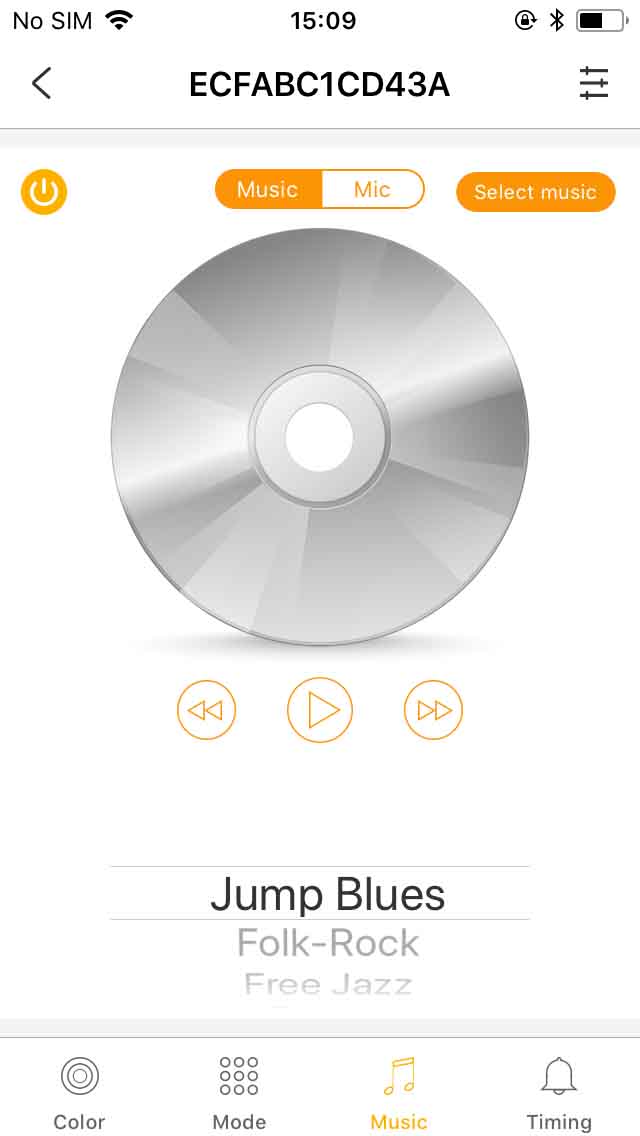 No SIM 15:09
ECFABC1CD43A
Music Mic Select music
Jump Blues
Folk-Rock
Free Jazz
Color Mode Music Timing